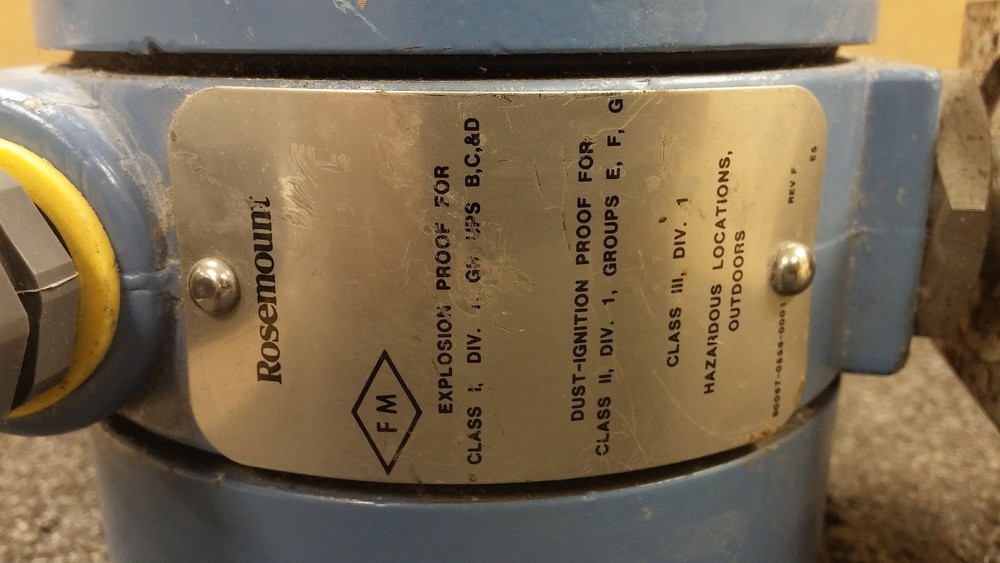 Rosemount
FM
EXPLOSION PROOF FOR
CLASS I, DIV. 1, GROUPS B,C,&D
DUST-IGNITION PROOF FOR
CLASS II, DIV. 1, GROUPS E, F, G
CLASS III, DIV. 1
HAZARDOUS LOCATIONS,
OUTDOORS
REV F ES